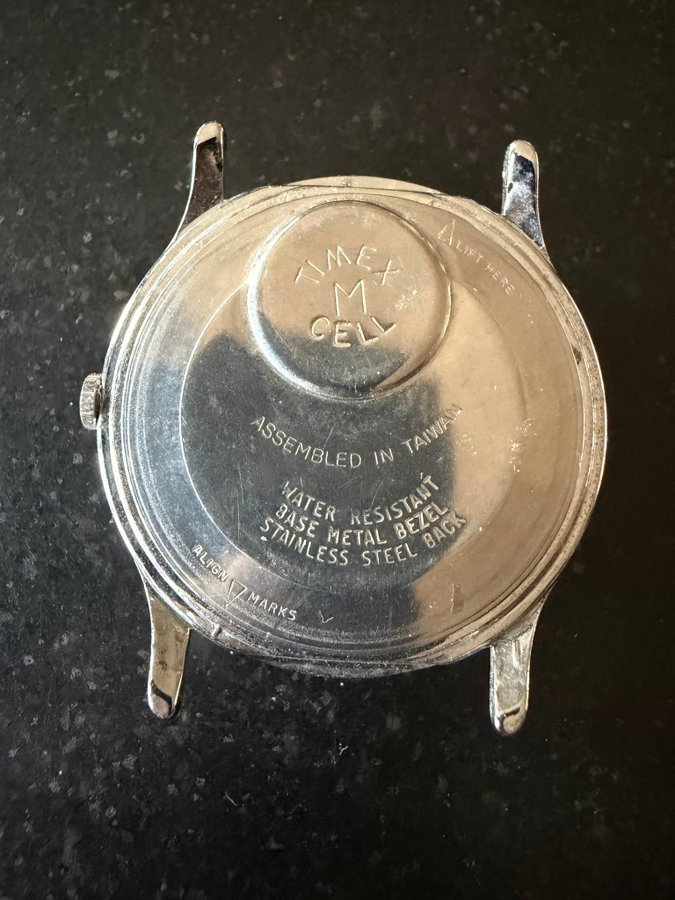 TIMEX
M
CELL
LIFT HERE
ASSEMBLED IN TAIWAN
WATER RESISTANT
BASE METAL BEZEL
STAINLESS STEEL BACK
ALIGN MARKS